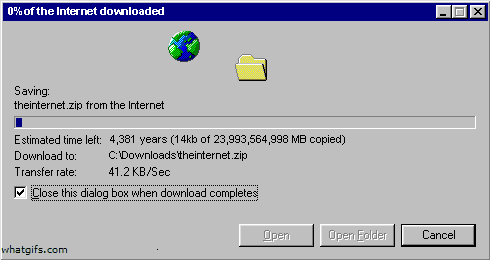 0% of the Internet downloaded
Saving:
theinternet.zip from the Internet
Estimated time left: 4,381 years (14kb of 23,993,564,998 MB copied)
Download to: C:\Downloads\theinternet.zip
Transfer rate: 41.2 KB/Sec
Close this dialog box when download completes
Open Open Folder Cancel
whatgifs.com